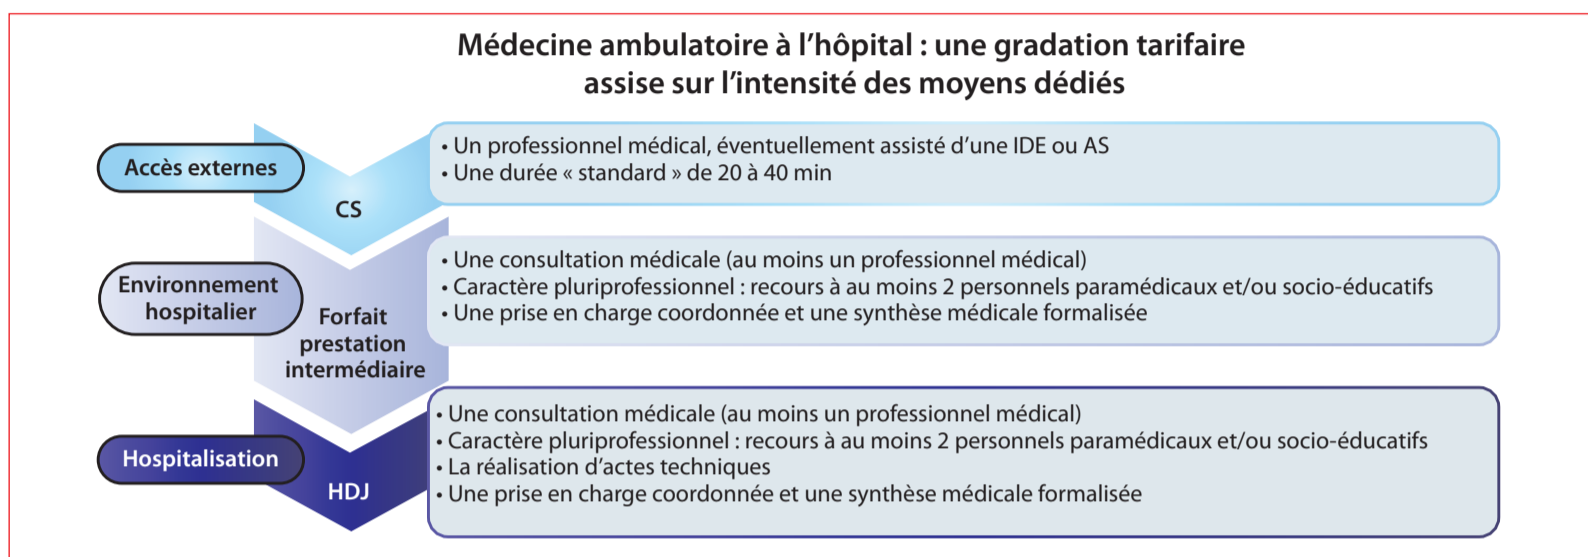 Médecine ambulatoire à l’hôpital : une gradation tarifaire
assise sur l’intensité des moyens dédiés
Accès externes
CS
• Un professionnel médical, éventuellement assisté d’une IDE ou AS
• Une durée « standard » de 20 à 40 min
Environnement
hospitalier
Forfait
prestation
intermédiaire
• Une consultation médicale (au moins un professionnel médical)
• Caractère pluriprofessionnel : recours à au moins 2 personnels paramédicaux et/ou socio-éducatifs
• Une prise en charge coordonnée et une synthèse médicale formalisée
Hospitalisation
HDJ
• Une consultation médicale (au moins un professionnel médical)
• Caractère pluriprofessionnel : recours à au moins 2 personnels paramédicaux et/ou socio-éducatifs
• La réalisation d’actes techniques
• Une prise en charge coordonnée et une synthèse médicale formalisée